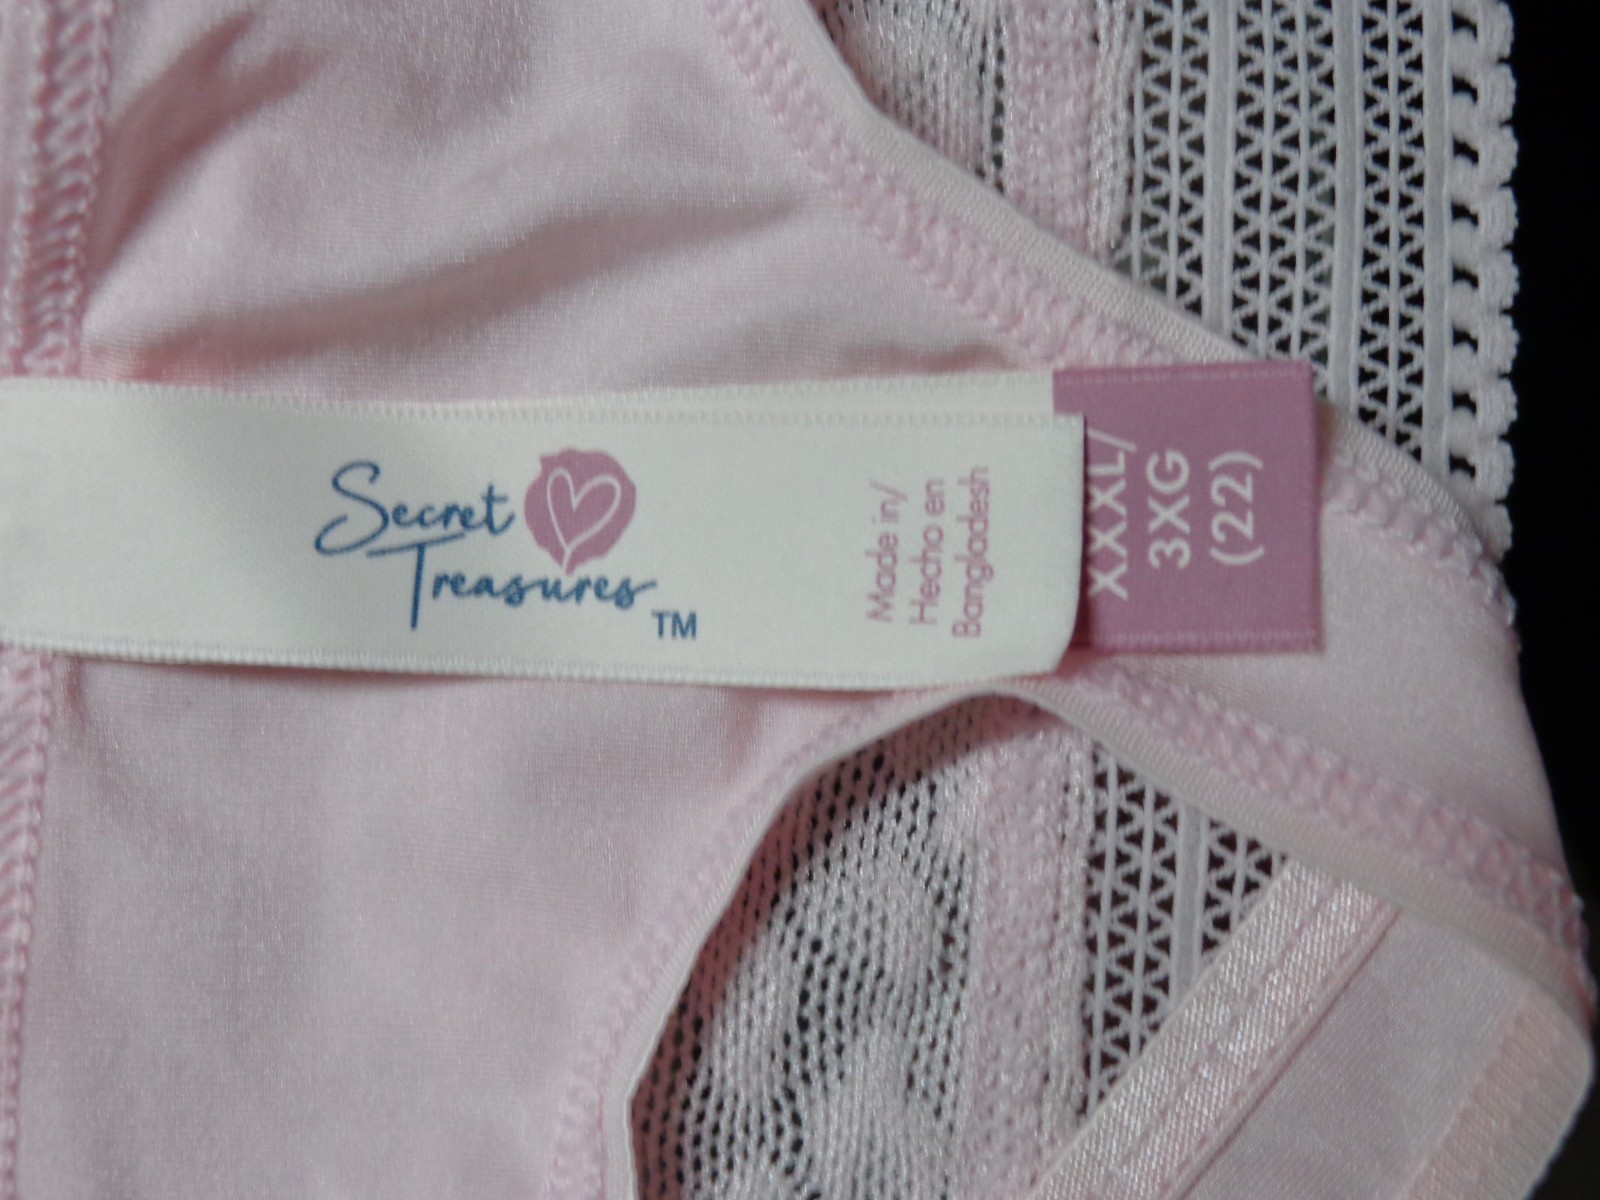 Secret
Treasures
TM
Made in/
Hecho en
Bangladesh
XXXL/
3XG
(22)